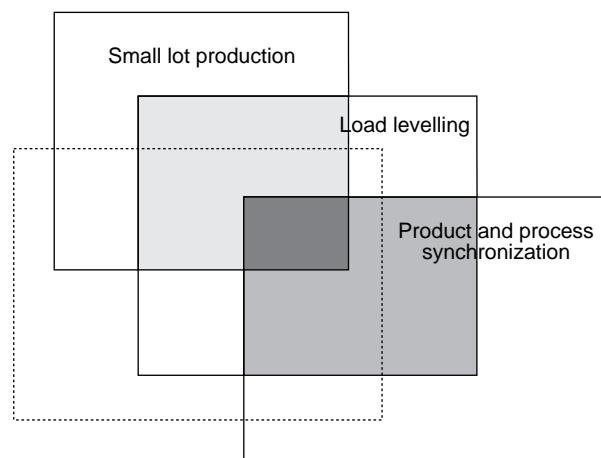 Small lot production
Load levelling
Product and process
synchronization